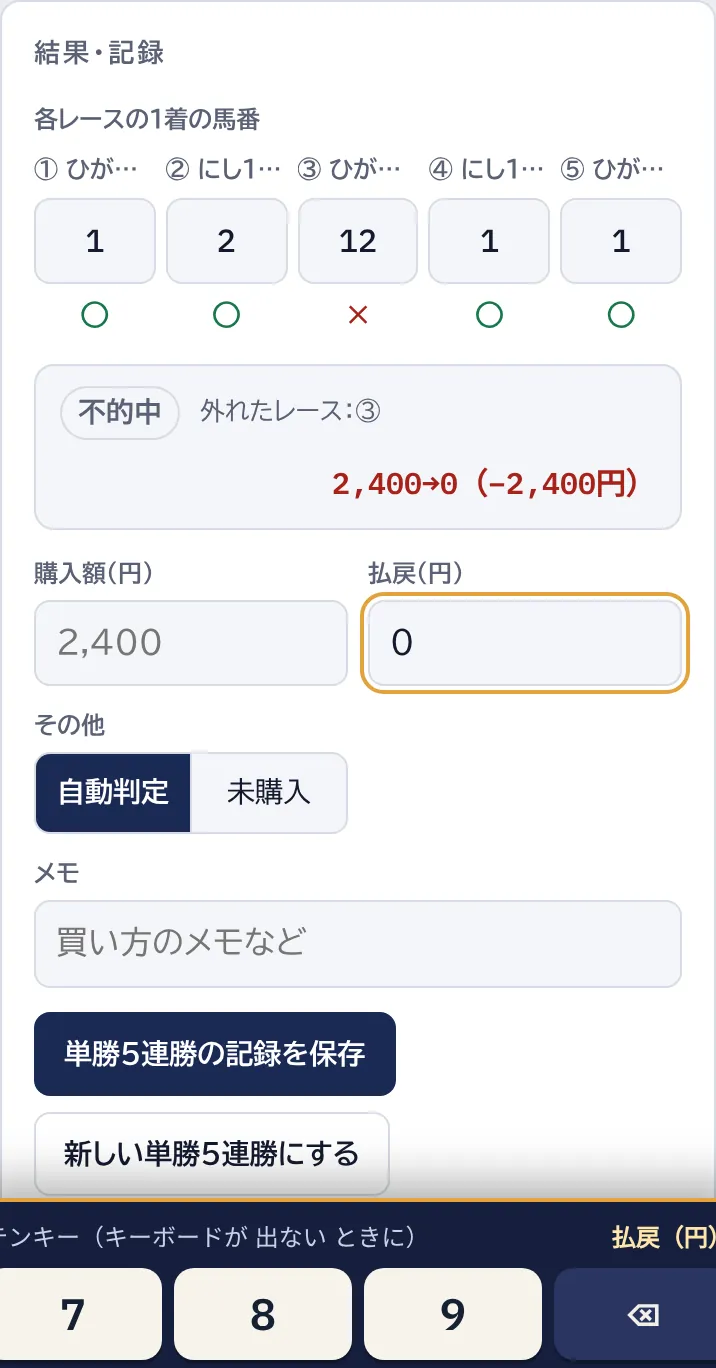 結果・記録
各レースの1着の馬番
① ひが… ② にし1… ③ ひが… ④ にし1… ⑤ ひが…
1 2 12 1 1
○ ○ × ○ ○
不的中 外れたレース：③
2,400→0（−2,400円）
購入額（円） 払戻（円）
2,400 0
その他
自動判定 未購入
メモ
買い方のメモなど
単勝5連勝の記録を保存
新しい単勝5連勝にする
テンキー（キーボードが 出ない ときに） 払戻（円）
7 8 9